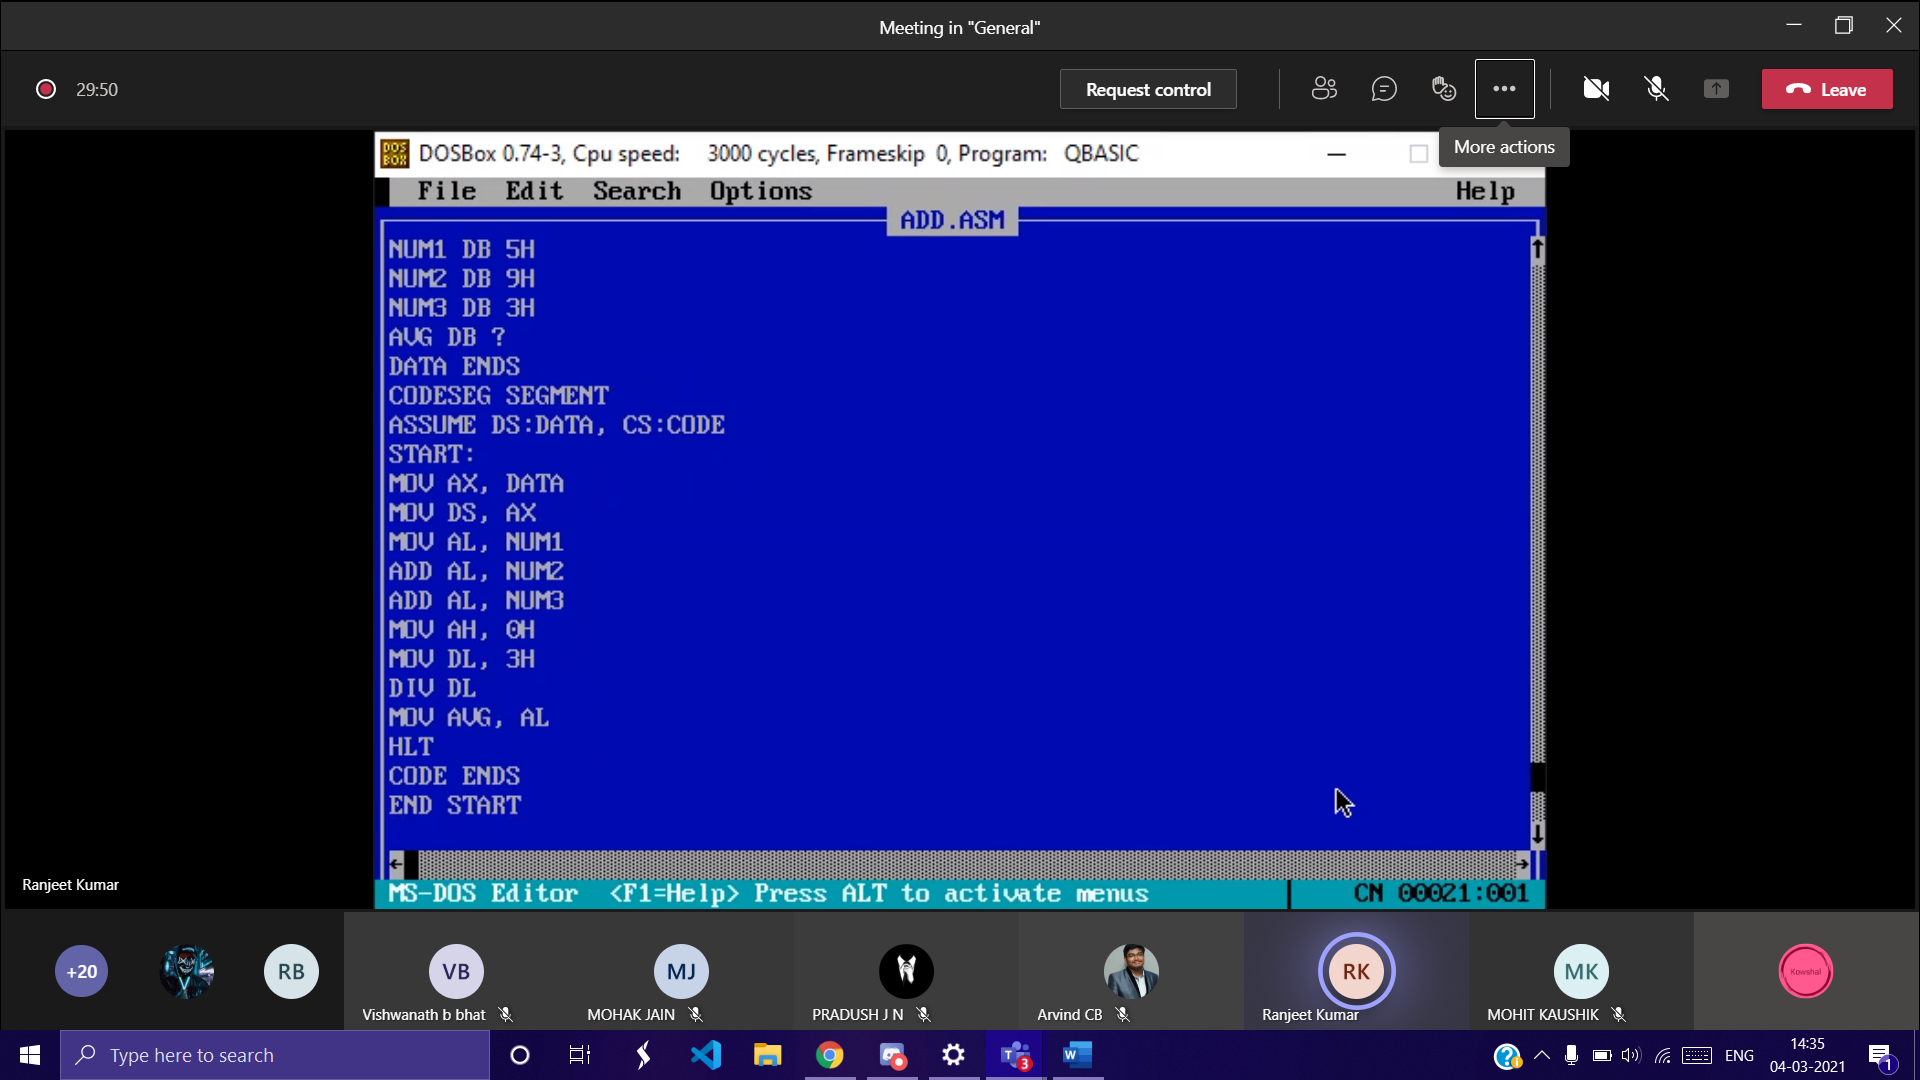 Meeting in "General"
29:50
Request control
Leave
More actions
DOSBox 0.74-3, Cpu speed: 3000 cycles, Frameskip 0, Program: QBASIC
File Edit Search Options Help
ADD.ASM
NUM1 DB 5H
NUM2 DB 9H
NUM3 DB 3H
AVG DB ?
DATA ENDS
CODESEG SEGMENT
ASSUME DS:DATA, CS:CODE
START:
MOV AX, DATA
MOV DS, AX
MOV AL, NUM1
ADD AL, NUM2
ADD AL, NUM3
MOV AH, 0H
MOV DL, 3H
DIV DL
MOV AVG, AL
HLT
CODE ENDS
END START
Ranjeet Kumar
MS-DOS Editor <F1=Help> Press ALT to activate menus CN 00021:001
+20 RB VB MJ RK MK Kowshal
Vishwanath b bhat MOHAK JAIN PRADUSH J N Arvind CB Ranjeet Kumar MOHIT KAUSHIK
Type here to search
3
ENG
14:35
04-03-2021
1